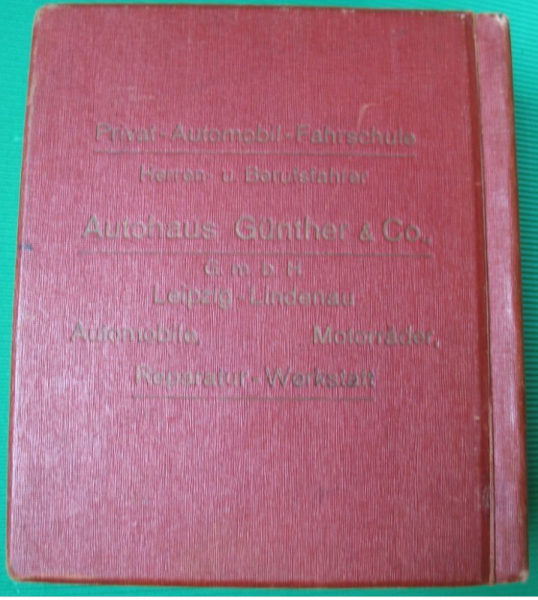 Privat-Automobil-Fahrschule
Herren- u. Berufsfahrer
Autohaus Günther & Co.,
G. m. b. H.
Leipzig-Lindenau
Automobile, Motorräder,
Reparatur-Werkstatt